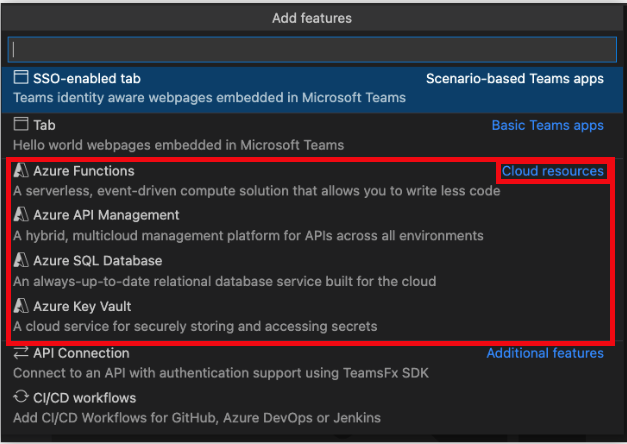 Add features
SSO-enabled tab Scenario-based Teams apps
Teams identity aware webpages embedded in Microsoft Teams
Tab Basic Teams apps
Hello world webpages embedded in Microsoft Teams
Azure Functions Cloud resources
A serverless, event-driven compute solution that allows you to write less code
Azure API Management
A hybrid, multicloud management platform for APIs across all environments
Azure SQL Database
An always-up-to-date relational database service built for the cloud
Azure Key Vault
A cloud service for securely storing and accessing secrets
API Connection Additional features
Connect to an API with authentication support using TeamsFx SDK
CI/CD workflows
Add CI/CD Workflows for GitHub, Azure DevOps or Jenkins